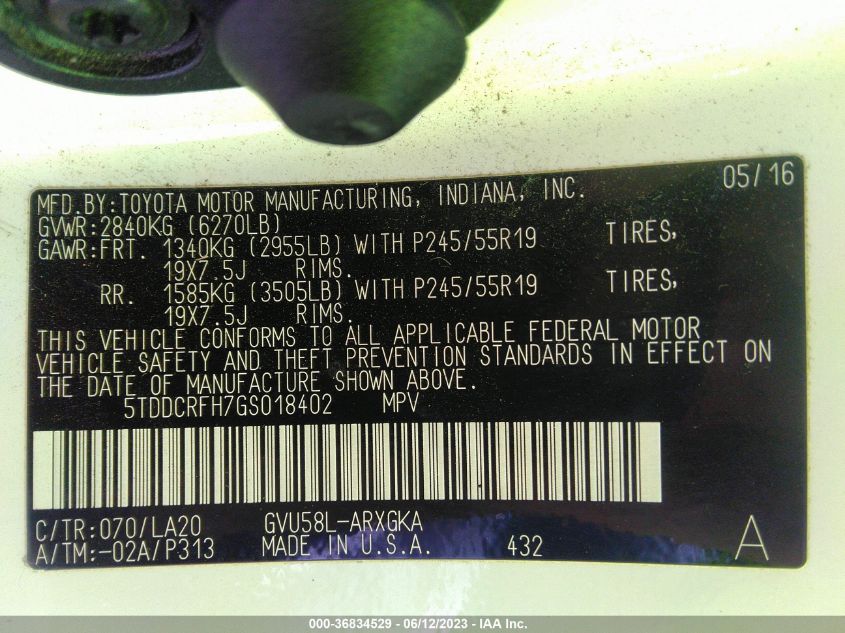 05/16
MFD.BY:TOYOTA MOTOR MANUFACTURING, INDIANA, INC.
GVWR:2840KG (6270LB)
GAWR:FRT. 1340KG (2955LB) WITH P245/55R19 TIRES,
19X7.5J RIMS.
RR. 1585KG (3505LB) WITH P245/55R19 TIRES,
19X7.5J RIMS.
THIS VEHICLE CONFORMS TO ALL APPLICABLE FEDERAL MOTOR
VEHICLE SAFETY AND THEFT PREVENTION STANDARDS IN EFFECT ON
THE DATE OF MANUFACTURE SHOWN ABOVE.
5TDDCRFH7GS018402 MPV
C/TR:070/LA20 GVU58L-ARXGKA
A/TM:-02A/P313 MADE IN U.S.A. 432 A
000-36834529 - 06/12/2023 - IAA Inc.